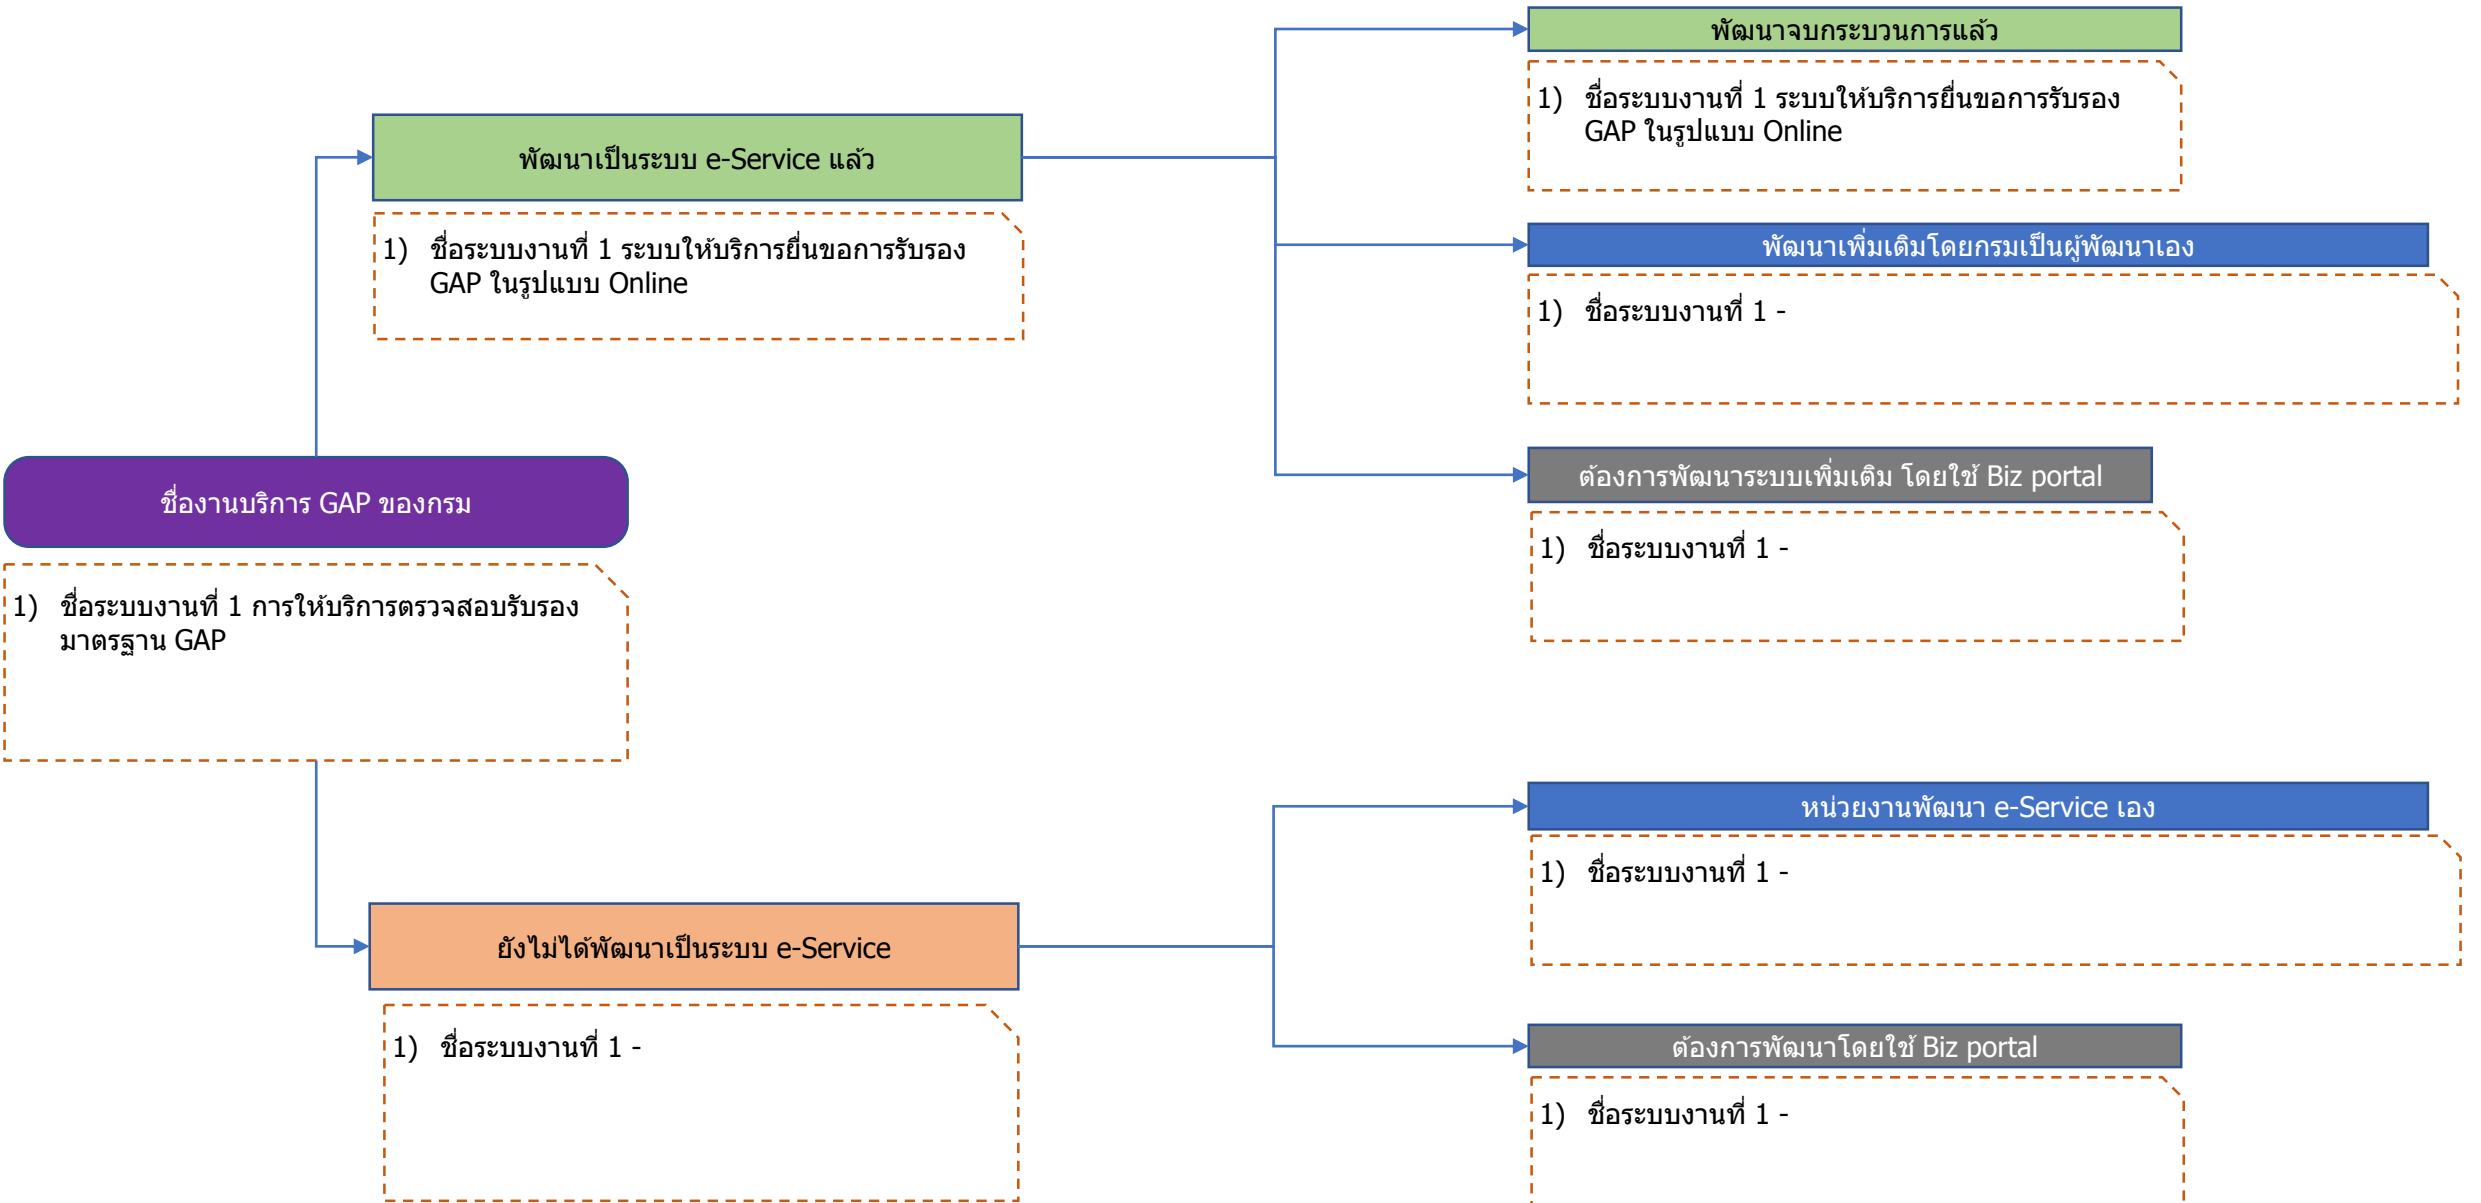 พัฒนาจบกระบวนการแล้ว
1) ชื่อระบบงานที่ 1 ระบบให้บริการยื่นขอการรับรอง
GAP ในรูปแบบ Online
พัฒนาเป็นระบบ e-Service แล้ว
1) ชื่อระบบงานที่ 1 ระบบให้บริการยื่นขอการรับรอง
GAP ในรูปแบบ Online
พัฒนาเพิ่มเติมโดยกรมเป็นผู้พัฒนาเอง
1) ชื่อระบบงานที่ 1 -
ต้องการพัฒนาระบบเพิ่มเติม โดยใช้ Biz portal
1) ชื่อระบบงานที่ 1 -
ชื่องานบริการ GAP ของกรม
1) ชื่อระบบงานที่ 1 การให้บริการตรวจสอบรับรอง
มาตรฐาน GAP
หน่วยงานพัฒนา e-Service เอง
1) ชื่อระบบงานที่ 1 -
ยังไม่ได้พัฒนาเป็นระบบ e-Service
1) ชื่อระบบงานที่ 1 -
ต้องการพัฒนาโดยใช้ Biz portal
1) ชื่อระบบงานที่ 1 -